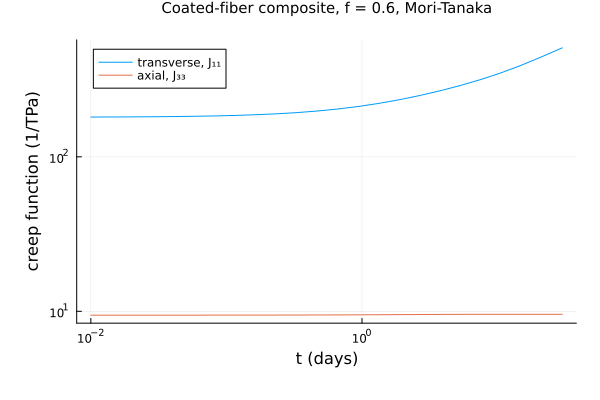 Coated-fiber composite, f = 0.6, Mori-Tanaka
transverse, J₁₁
axial, J₃₃
creep function (1/TPa)
10²
10¹
10⁻²
10⁰
t (days)